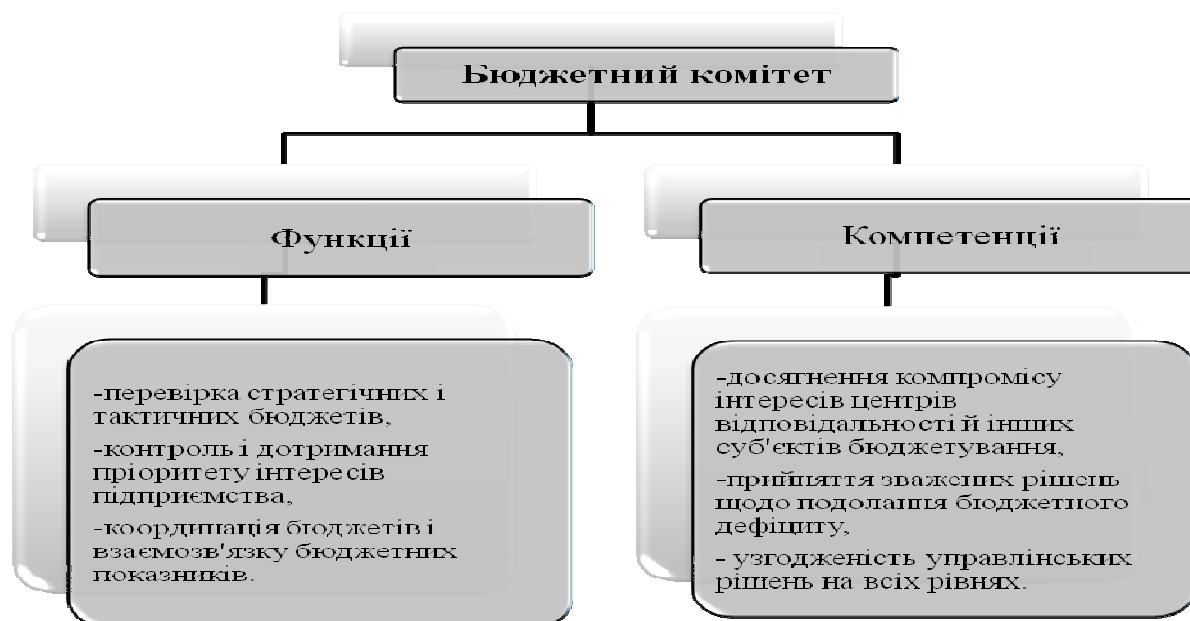 Бюджетний комітет
Функції
Компетенції
-перевірка стратегічних і
тактичних бюджетів,
-контроль і дотримання
пріоритету інтересів
підприємства,
-координація бюджетів і
взаємозв'язку бюджетних
показників.
-досягнення компромісу
інтересів центрів
відповідальності й інших
суб'єктів бюджетування,
-прийняття зважених рішень
щодо подолання бюджетного
дефіциту,
- узгодженість управлінських
рішень на всіх рівнях.